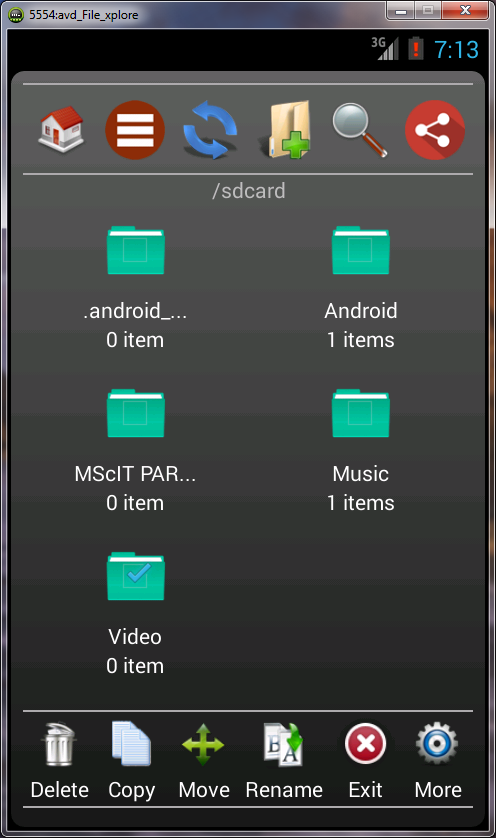 5554:avd_File_xplore
3G 7:13
/sdcard
.android_... Android
0 item 1 items
MScIT PAR... Music
0 item 1 items
Video
0 item
B A
Delete Copy Move Rename Exit More